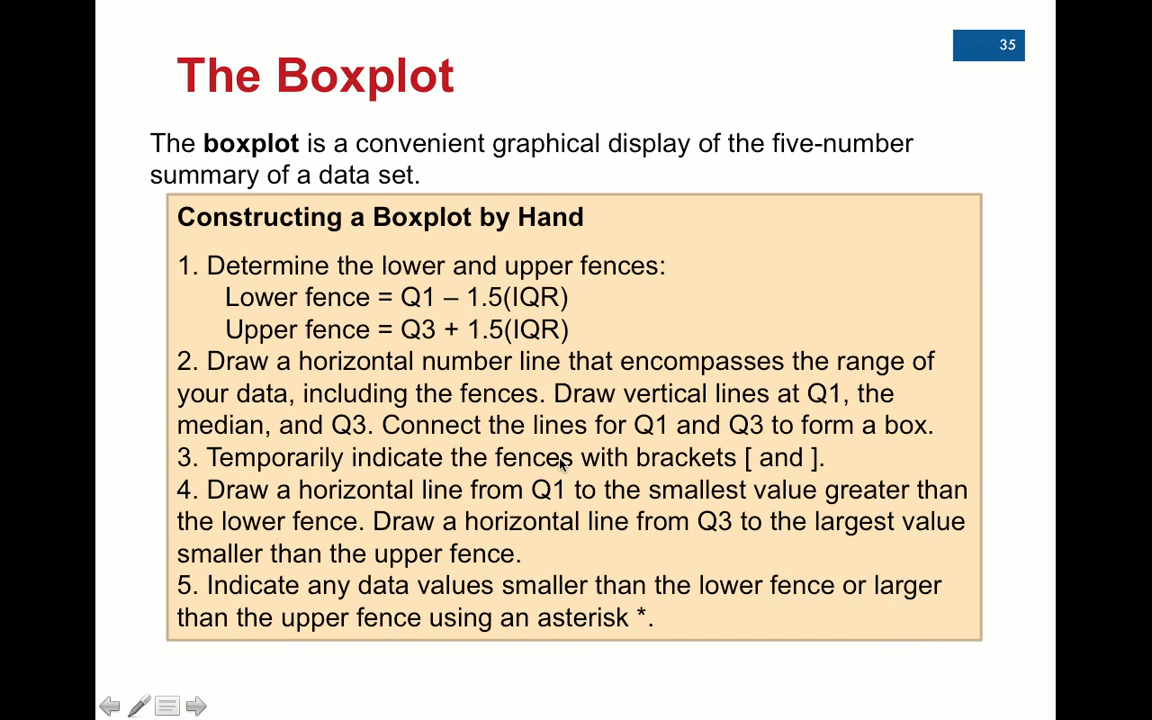 35
The Boxplot
The boxplot is a convenient graphical display of the five-number
summary of a data set.
Constructing a Boxplot by Hand
1. Determine the lower and upper fences:
Lower fence = Q1 – 1.5(IQR)
Upper fence = Q3 + 1.5(IQR)
2. Draw a horizontal number line that encompasses the range of
your data, including the fences. Draw vertical lines at Q1, the
median, and Q3. Connect the lines for Q1 and Q3 to form a box.
3. Temporarily indicate the fences with brackets [ and ].
4. Draw a horizontal line from Q1 to the smallest value greater than
the lower fence. Draw a horizontal line from Q3 to the largest value
smaller than the upper fence.
5. Indicate any data values smaller than the lower fence or larger
than the upper fence using an asterisk *.